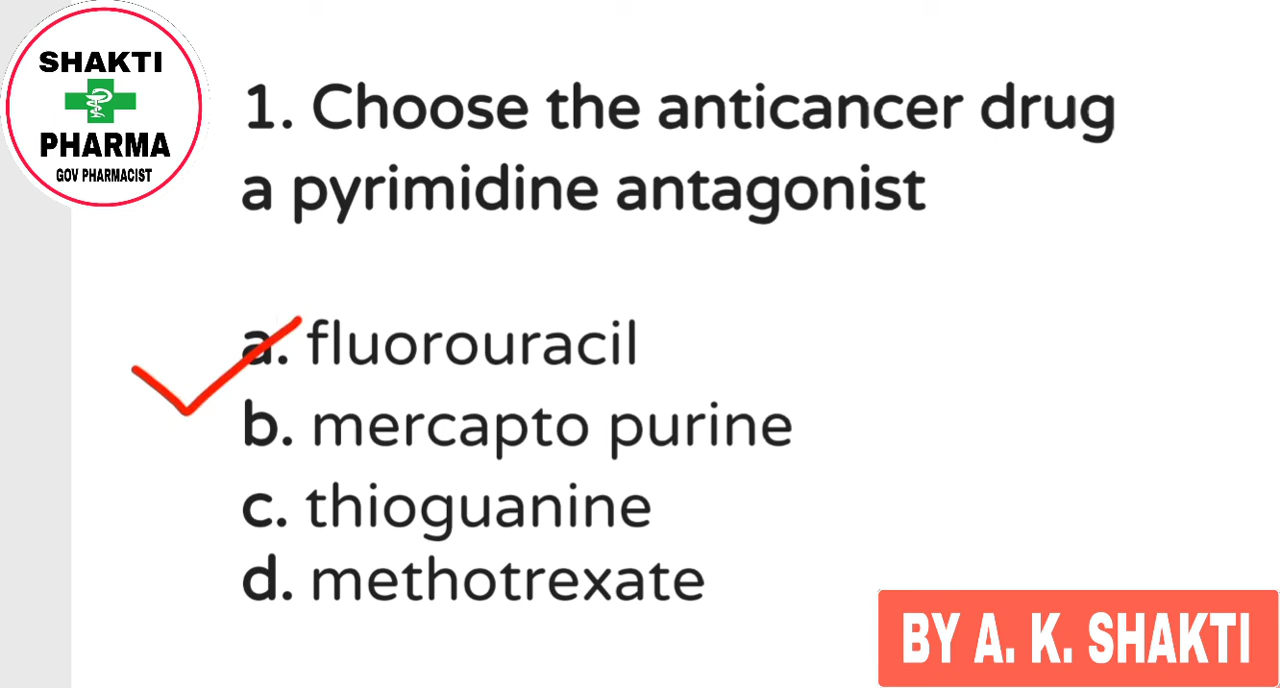 SHAKTI
PHARMA
GOV PHARMACIST
1. Choose the anticancer drug
a pyrimidine antagonist
a. fluorouracil
b. mercapto purine
c. thioguanine
d. methotrexate
BY A. K. SHAKTI